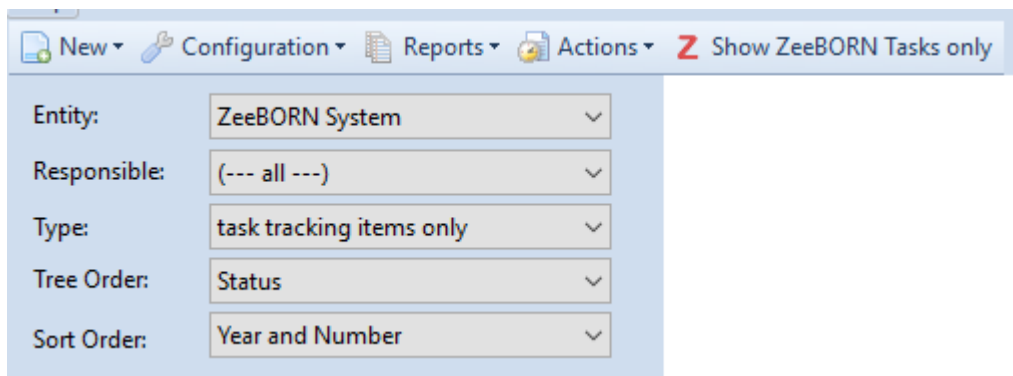 New Configuration Reports Actions Z Show ZeeBORN Tasks only
Entity: ZeeBORN System
Responsible: (--- all ---)
Type: task tracking items only
Tree Order: Status
Sort Order: Year and Number